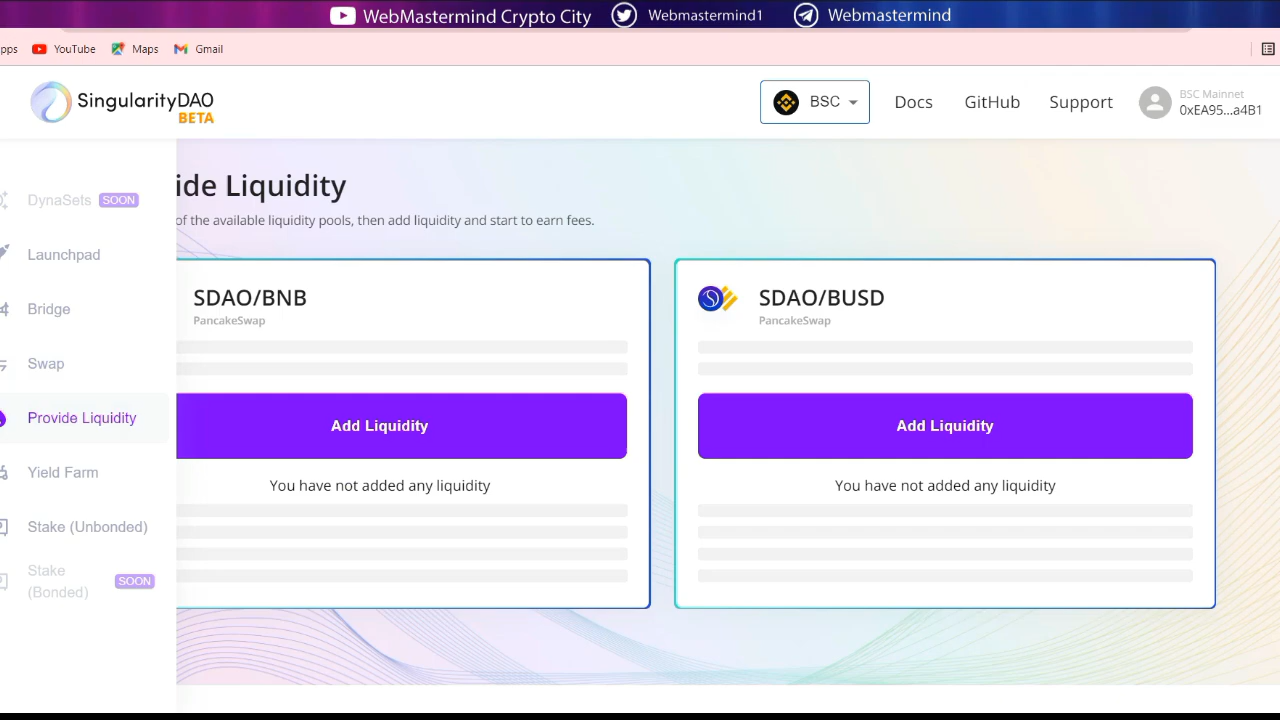 WebMastermind Crypto City Webmastermind1 Webmastermind
pps YouTube Maps Gmail
SingularityDAO
BETA
BSC
Docs
GitHub
Support
BSC Mainnet
0xEA95...a4B1
DynaSets SOON
Launchpad
Bridge
Swap
Provide Liquidity
Yield Farm
Stake (Unbonded)
Stake
(Bonded)
SOON
ide Liquidity
of the available liquidity pools, then add liquidity and start to earn fees.
SDAO/BNB
PancakeSwap
Add Liquidity
You have not added any liquidity
SDAO/BUSD
PancakeSwap
Add Liquidity
You have not added any liquidity